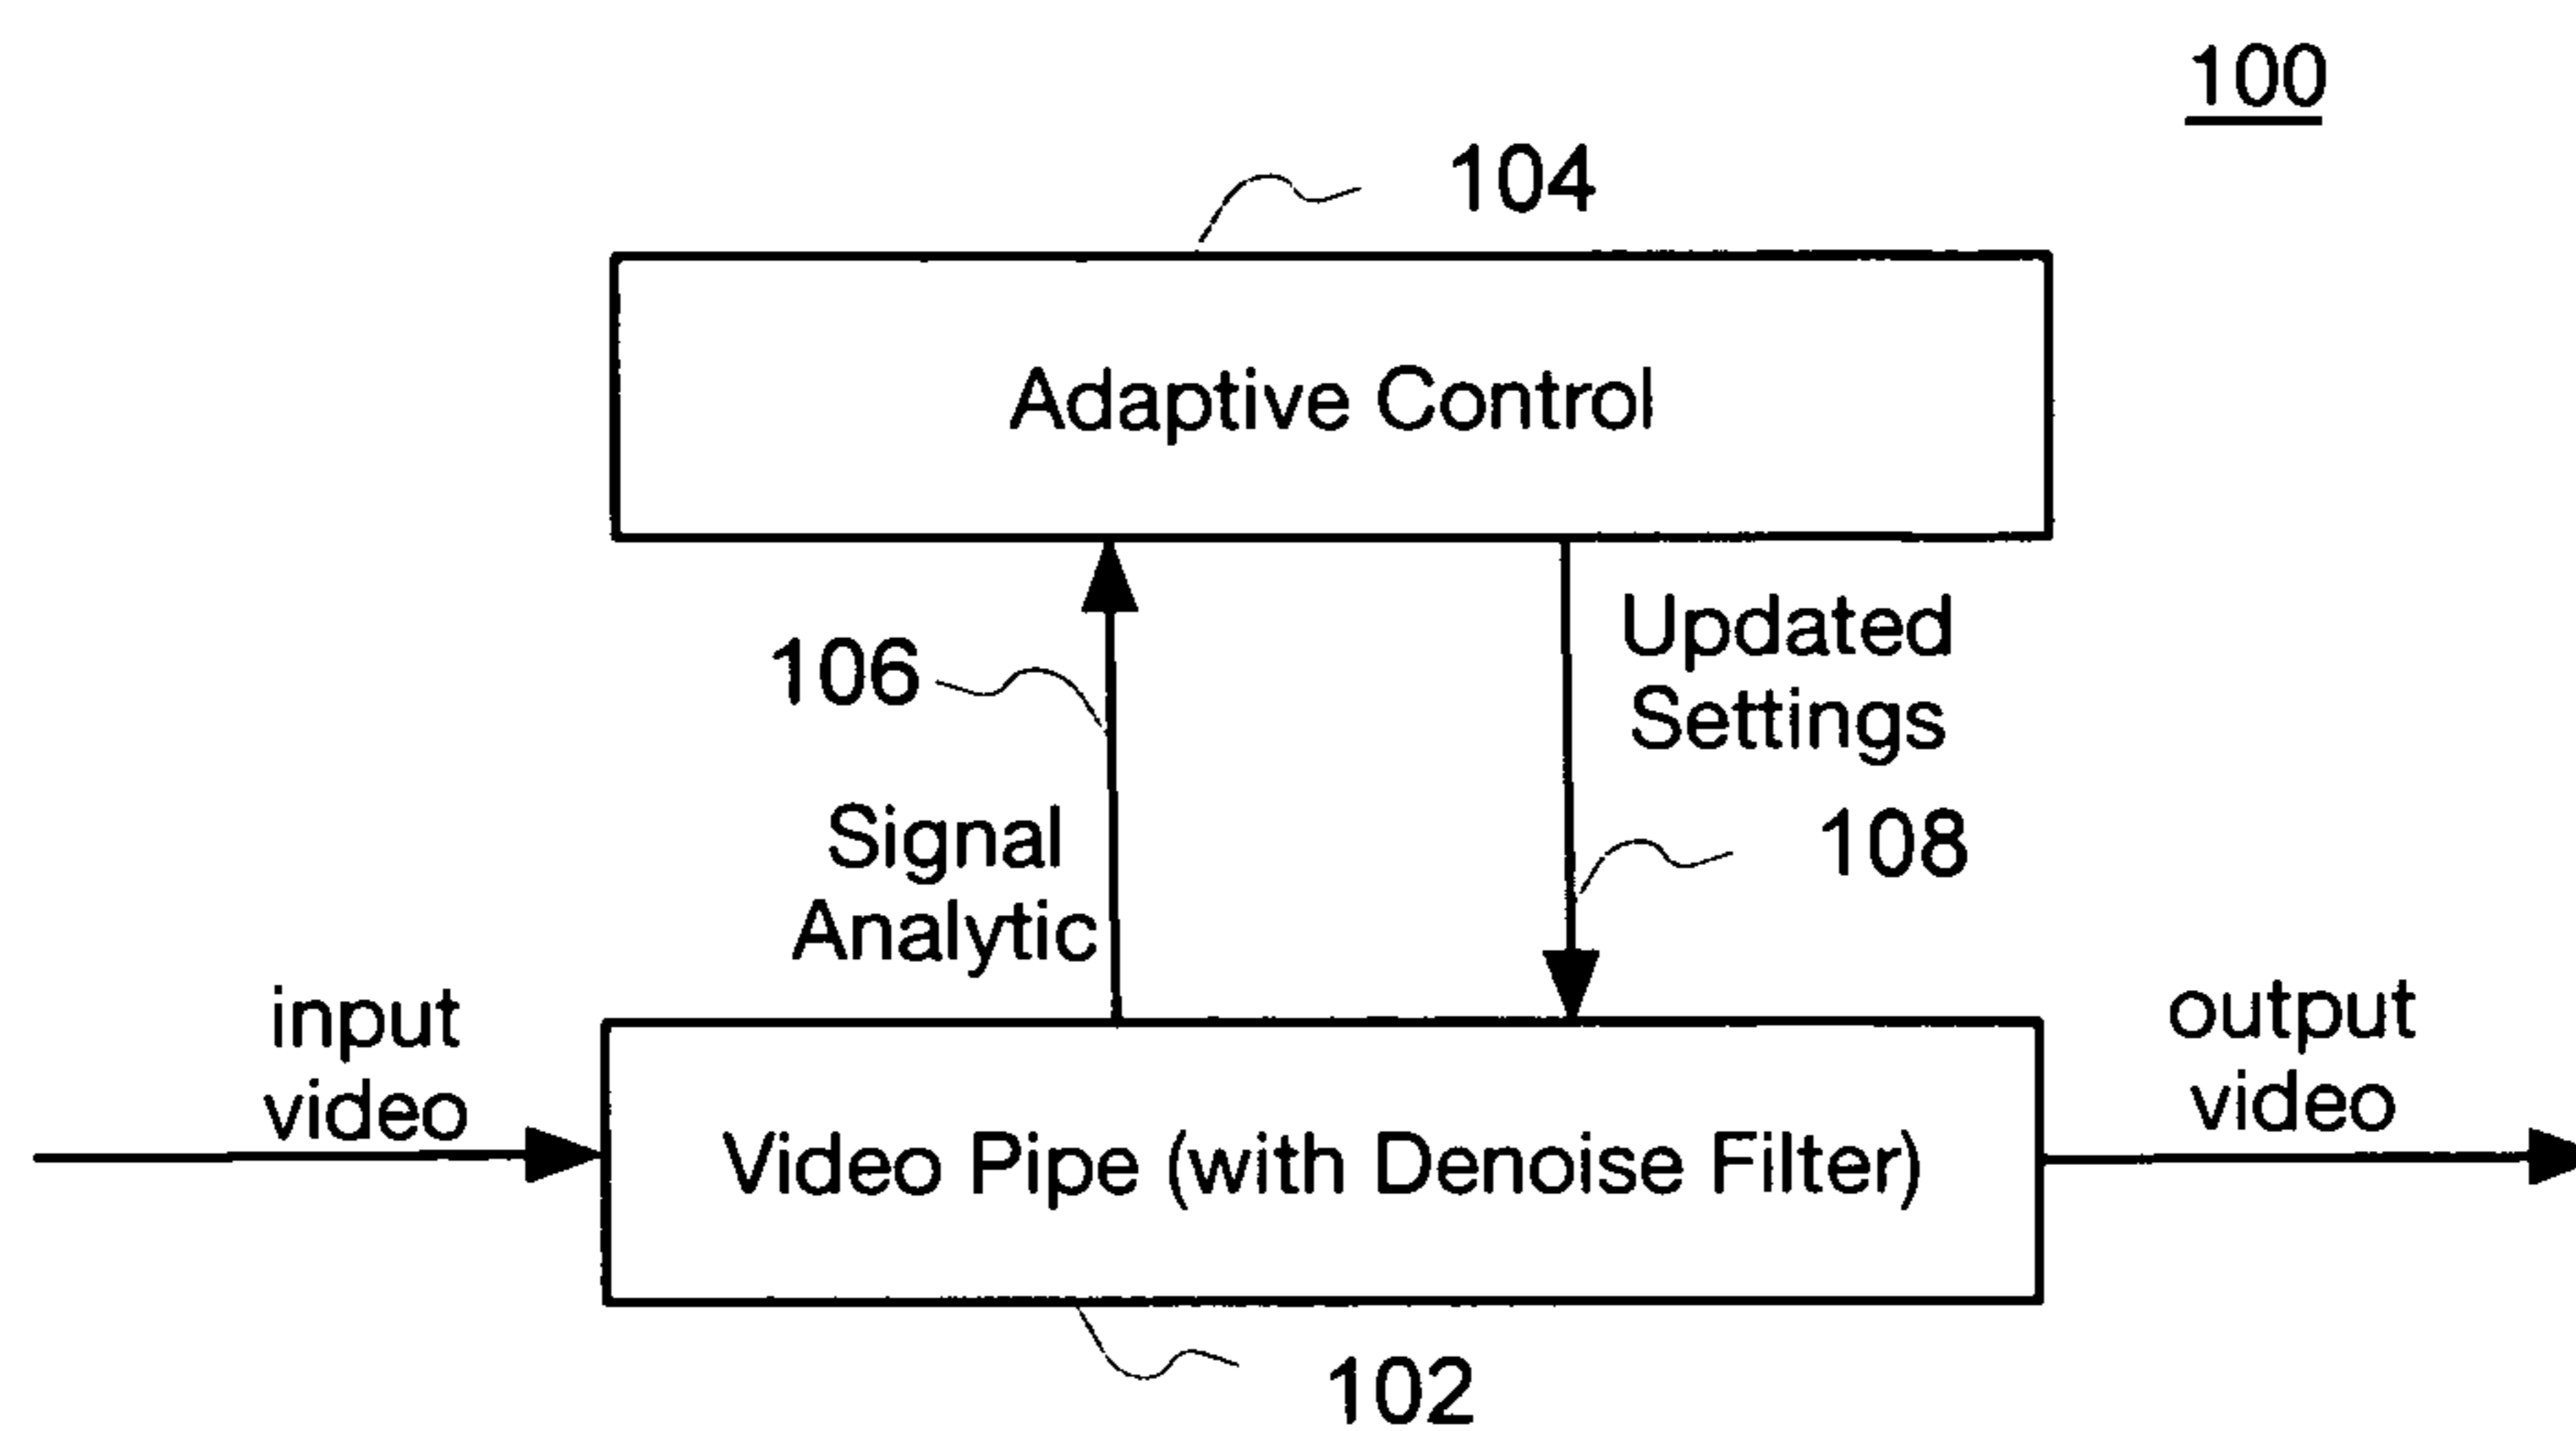 100
104
Adaptive Control
106
Updated
Settings
Signal
Analytic
108
input
video
Video Pipe (with Denoise Filter)
output
video
102